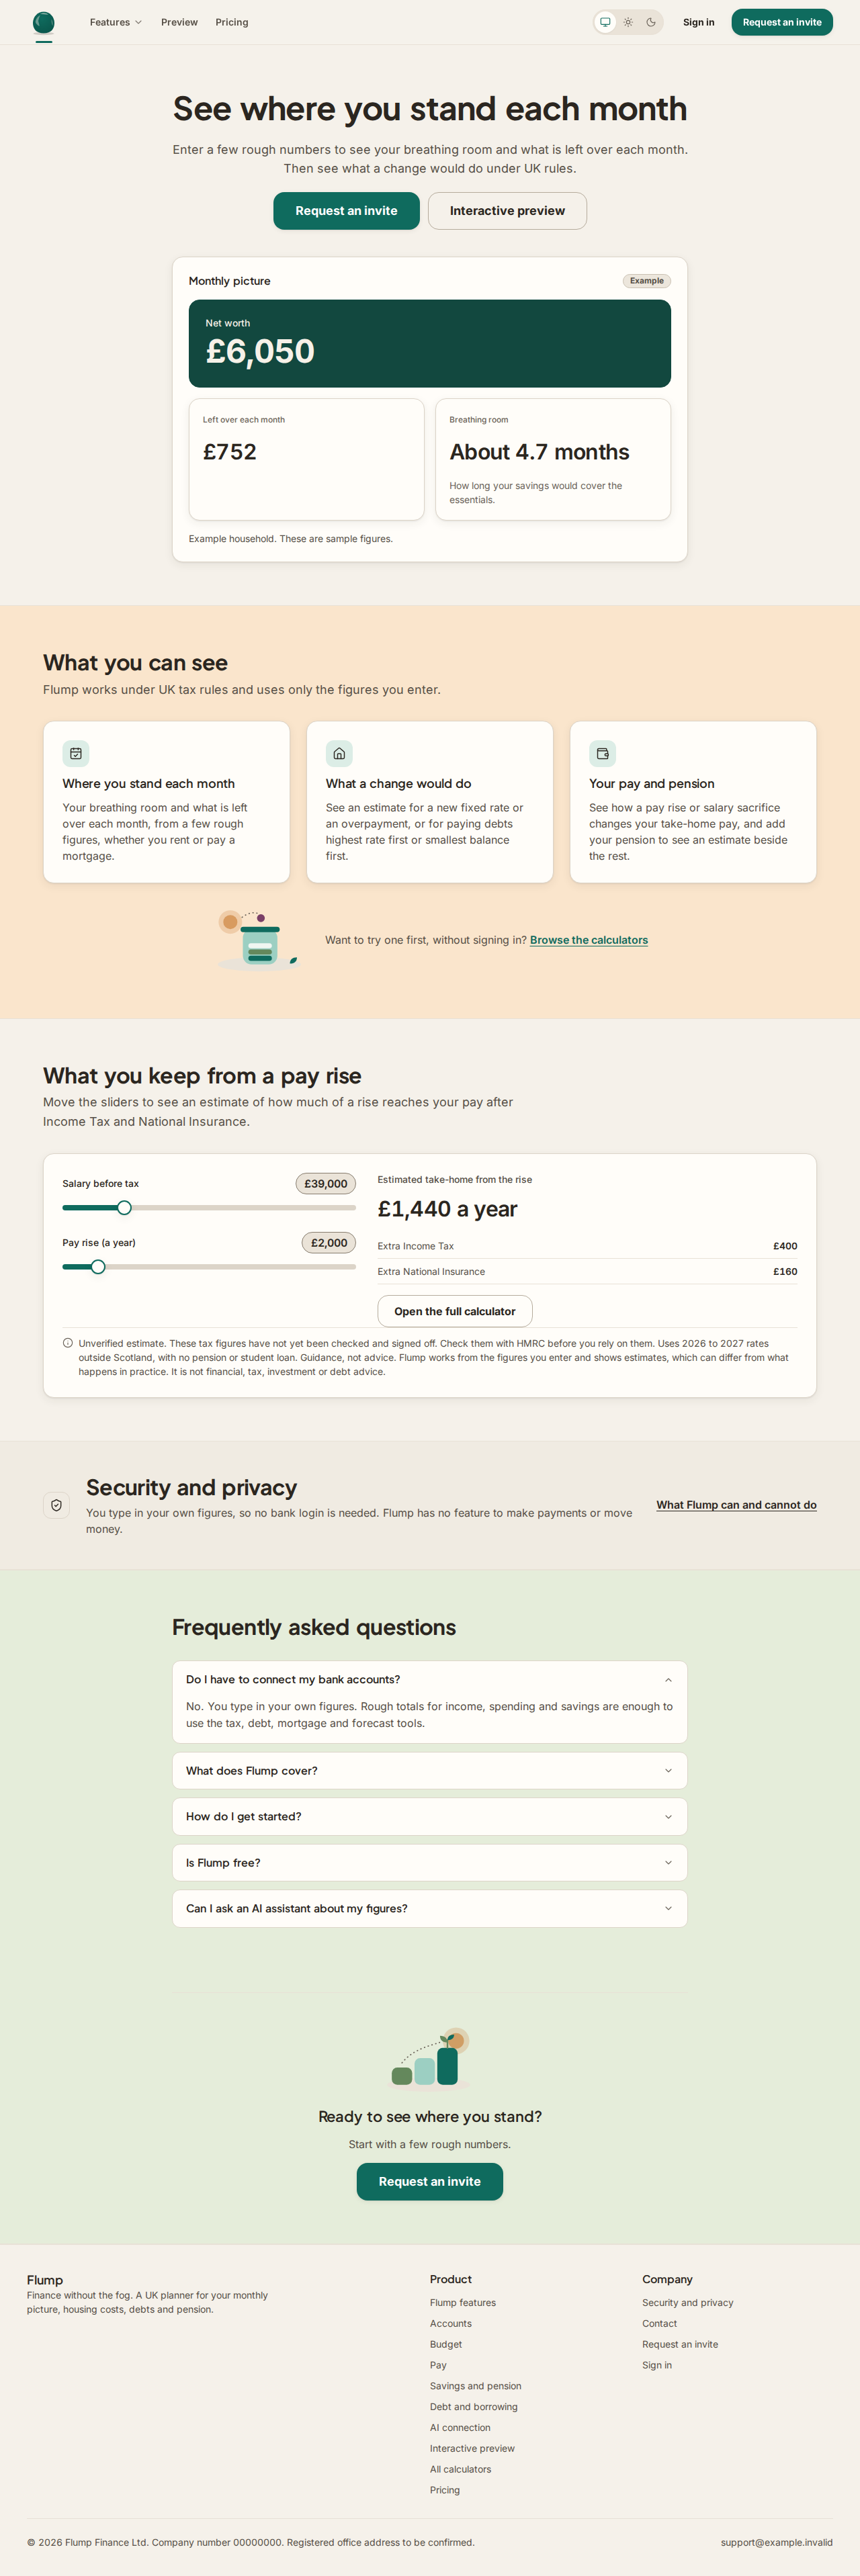 Features
Preview
Pricing
Sign in
Request an invite
See where you stand each month
Enter a few rough numbers to see your breathing room and what is left over each month.
Then see what a change would do under UK rules.
Request an invite
Interactive preview
Monthly picture
Example
Net worth
£6,050
Left over each month
£752
Breathing room
About 4.7 months
How long your savings would cover the
essentials.
Example household. These are sample figures.
What you can see
Flump works under UK tax rules and uses only the figures you enter.
Where you stand each month
Your breathing room and what is left
over each month, from a few rough
figures, whether you rent or pay a
mortgage.
What a change would do
See an estimate for a new fixed rate or
an overpayment, or for paying debts
highest rate first or smallest balance
first.
Your pay and pension
See how a pay rise or salary sacrifice
changes your take-home pay, and add
your pension to see an estimate beside
the rest.
Want to try one first, without signing in? Browse the calculators
What you keep from a pay rise
Move the sliders to see an estimate of how much of a rise reaches your pay after
Income Tax and National Insurance.
Salary before tax
£39,000
Pay rise (a year)
£2,000
Estimated take-home from the rise
£1,440 a year
Extra Income Tax
£400
Extra National Insurance
£160
Open the full calculator
Unverified estimate. These tax figures have not yet been checked and signed off. Check them with HMRC before you rely on them. Uses 2026 to 2027 rates
outside Scotland, with no pension or student loan. Guidance, not advice. Flump works from the figures you enter and shows estimates, which can differ from what
happens in practice. It is not financial, tax, investment or debt advice.
Security and privacy
You type in your own figures, so no bank login is needed. Flump has no feature to make payments or move
money.
What Flump can and cannot do
Frequently asked questions
Do I have to connect my bank accounts?
No. You type in your own figures. Rough totals for income, spending and savings are enough to
use the tax, debt, mortgage and forecast tools.
What does Flump cover?
How do I get started?
Is Flump free?
Can I ask an AI assistant about my figures?
Ready to see where you stand?
Start with a few rough numbers.
Request an invite
Flump
Finance without the fog. A UK planner for your monthly
picture, housing costs, debts and pension.
Product
Flump features
Accounts
Budget
Pay
Savings and pension
Debt and borrowing
AI connection
Interactive preview
All calculators
Pricing
Company
Security and privacy
Contact
Request an invite
Sign in
© 2026 Flump Finance Ltd. Company number 00000000. Registered office address to be confirmed.
support@example.invalid